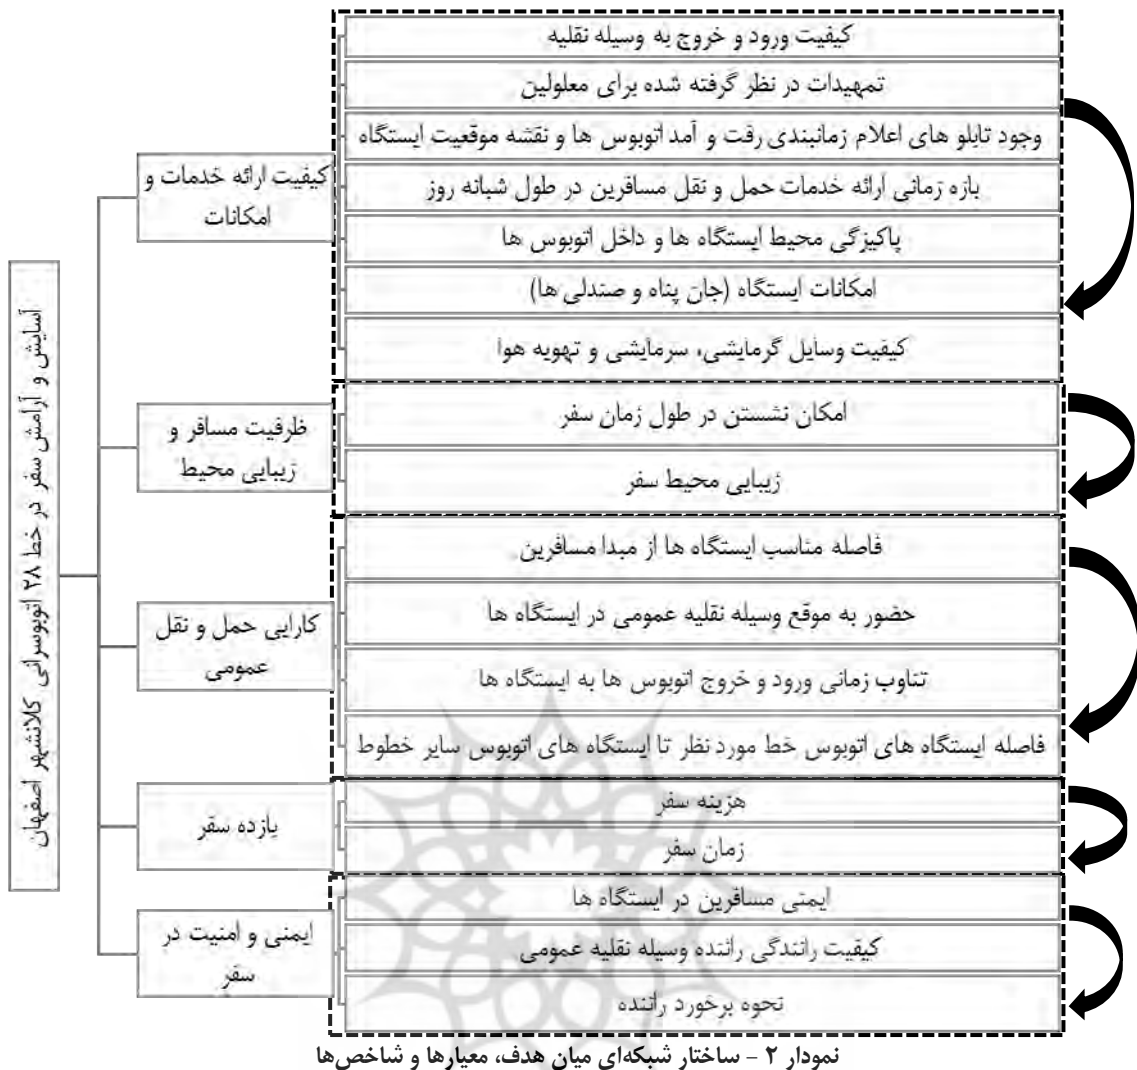 آسایش و آرامش سفر در خط ۲۸ اتوبوسرانی کلانشهر اصفهان
کیفیت ارائه خدمات و
امکانات
کیفیت ورود و خروج به وسیله نقلیه
تمهیدات در نظر گرفته شده برای معلولین
وجود تابلو های اعلام زمانبندی رفت و آمد اتوبوس ها و نقشه موقعیت ایستگاه
بازه زمانی ارائه خدمات حمل و نقل مسافرین در طول شبانه روز
پاکیزگی محیط ایستگاه ها و داخل اتوبوس ها
امکانات ایستگاه (جان پناه و صندلی ها)
کیفیت وسایل گرمایشی، سرمایشی و تهویه هوا
ظرفیت مسافر و
زیبایی محیط
امکان نشستن در طول زمان سفر
زیبایی محیط سفر
کارایی حمل و نقل
عمومی
فاصله مناسب ایستگاه ها از مبدا مسافرین
حضور به موقع وسیله نقلیه عمومی در ایستگاه ها
تناوب زمانی ورود و خروج اتوبوس ها به ایستگاه ها
فاصله ایستگاه های اتوبوس خط مورد نظر تا ایستگاه های اتوبوس سایر خطوط
بازده سفر
هزینه سفر
زمان سفر
ایمنی و امنیت در
سفر
ایمنی مسافرین در ایستگاه ها
کیفیت رانندگی راننده وسیله نقلیه عمومی
نحوه برخورد راننده
نمودار ۲ - ساختار شبکه‌ای میان هدف، معیارها و شاخص‌ها